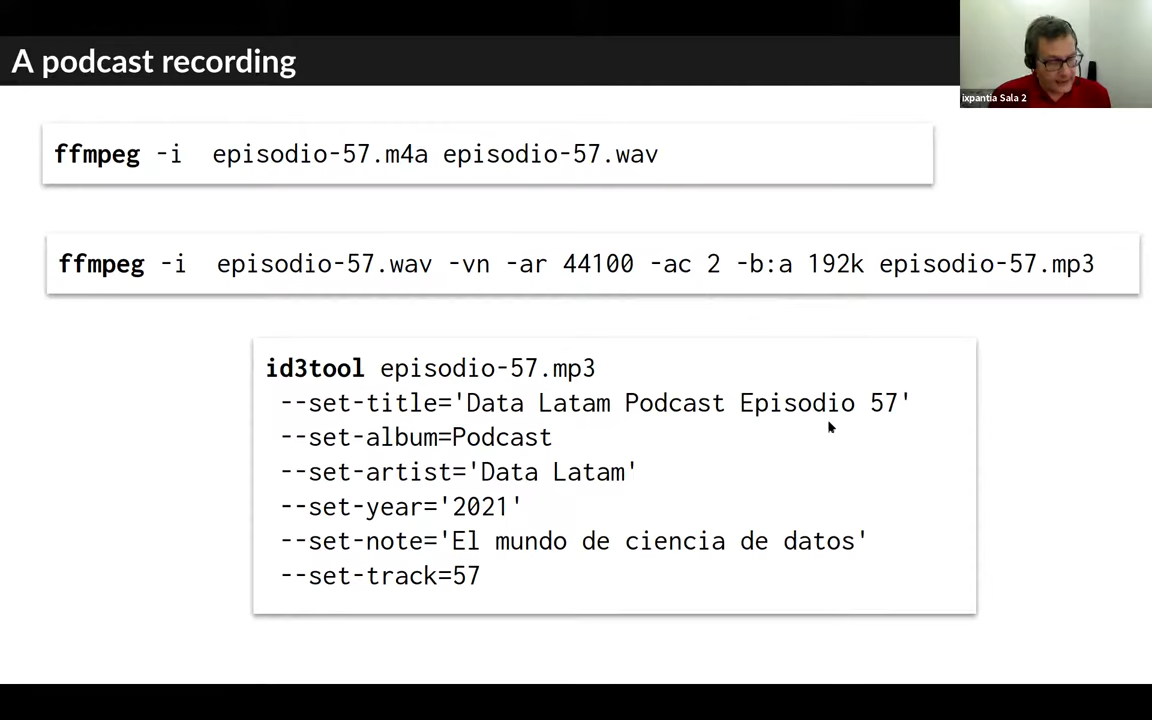 A podcast recording
ixpantia Sala 2
ffmpeg -i  episodio-57.m4a episodio-57.wav
ffmpeg -i  episodio-57.wav -vn -ar 44100 -ac 2 -b:a 192k episodio-57.mp3
id3tool episodio-57.mp3
--set-title='Data Latam Podcast Episodio 57'
--set-album=Podcast
--set-artist='Data Latam'
--set-year='2021'
--set-note='El mundo de ciencia de datos'
--set-track=57